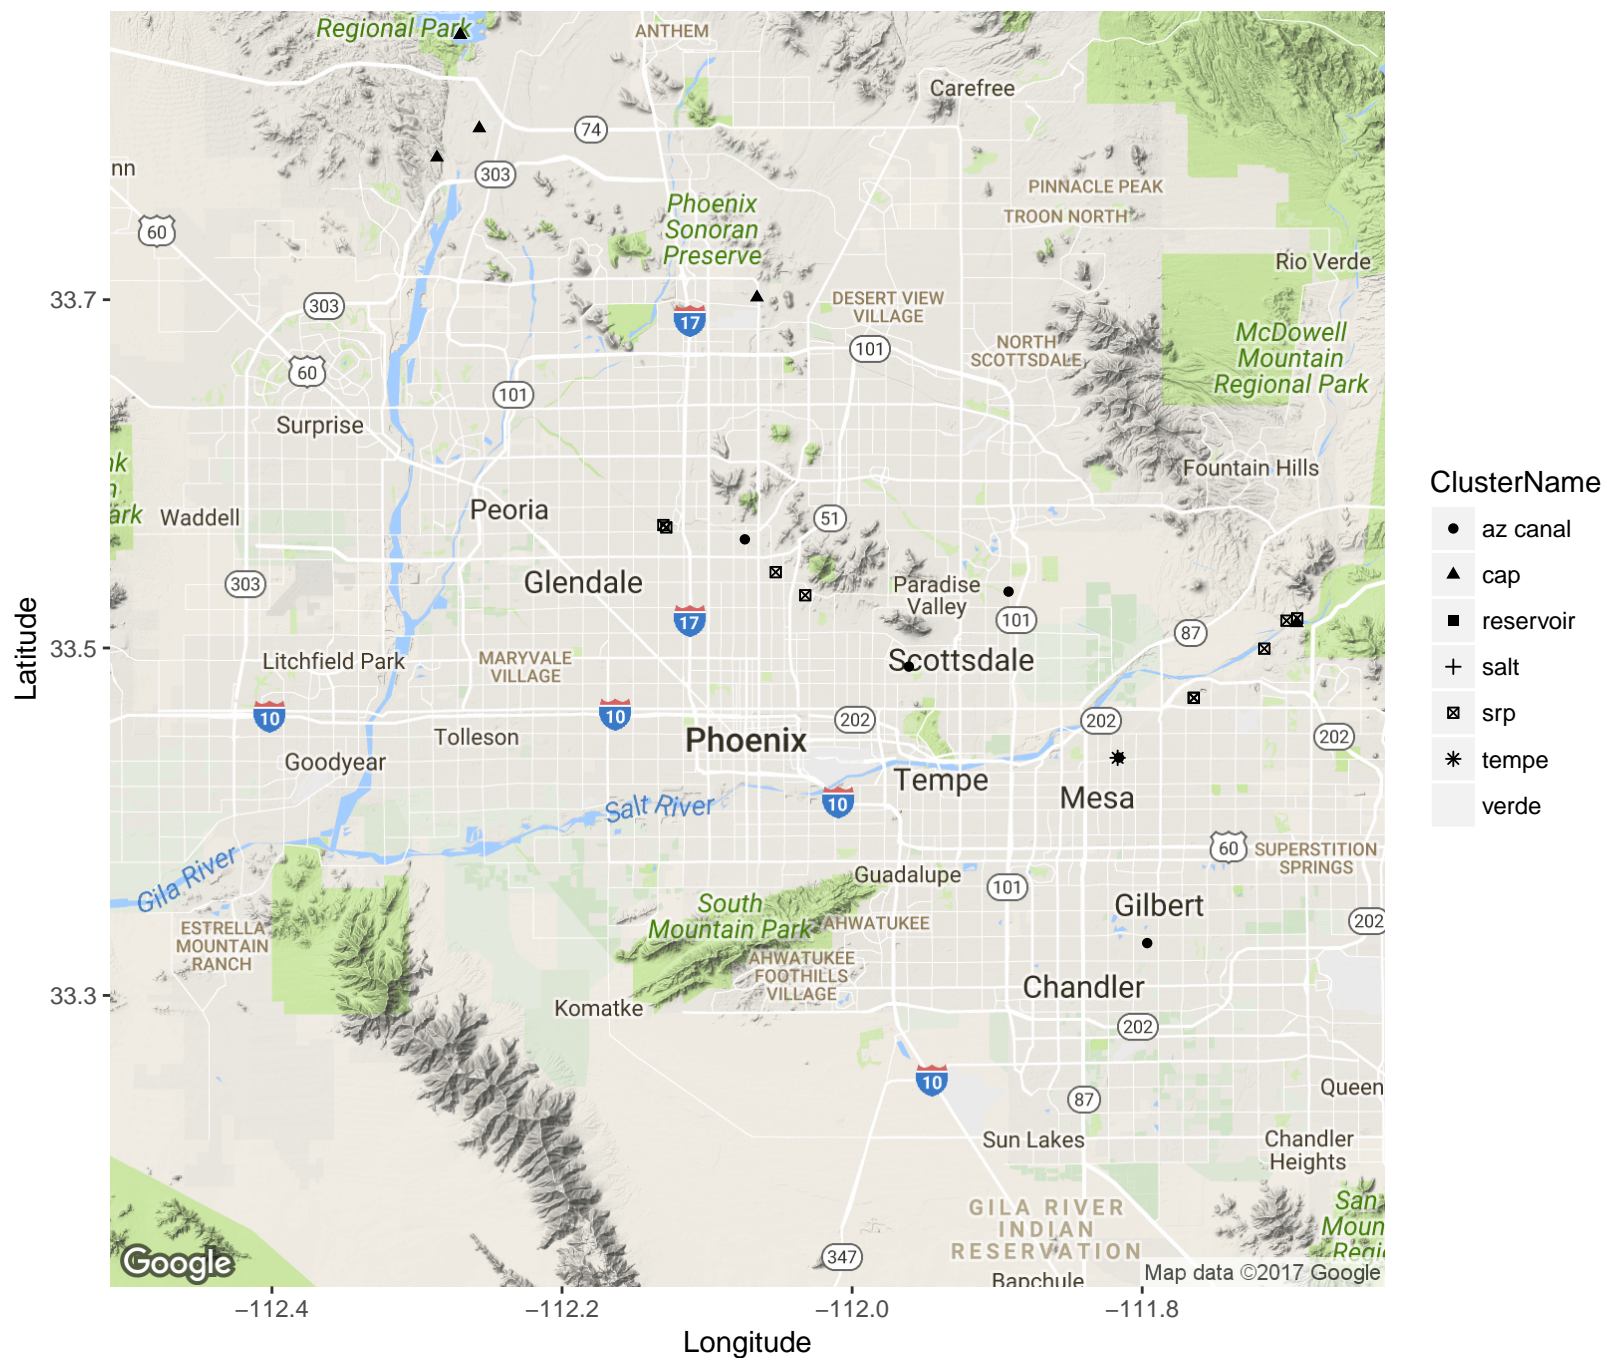 Regional Park
ANTHEM
Carefree
74
nn
303
PINNACLE PEAK
Phoenix
Sonoran
Preserve
TROON NORTH
60
Rio Verde
33.7
303
17
DESERT VIEW
VILLAGE
101
NORTH
SCOTTSDALE
McDowell
Mountain
Regional Park
60
101
Surprise
Fountain Hills
nk
n
ark
Waddell
Peoria
51
ClusterName
az canal
cap
reservoir
salt
srp
tempe
verde
303
Glendale
Paradise
Valley
17
101
87
33.5
Litchfield Park
MARYVALE
VILLAGE
Scottsdale
10
10
202
202
202
Tolleson
Phoenix
Goodyear
Tempe
Mesa
Salt River
10
60
SUPERSTITION
SPRINGS
Gila River
Guadalupe
101
South
Mountain Park
Gilbert
202
ESTRELLA
MOUNTAIN
RANCH
AHWATUKEE
AHWATUKEE
FOOTHILLS
VILLAGE
33.3
Komatke
Chandler
202
10
87
Queen
Sun Lakes
Chandler
Heights
GILA RIVER
INDIAN
RESERVATION
San
Moun
Regi
347
Bapchule
Google
Map data ©2017 Google
−112.4
−112.2
−112.0
−111.8
Longitude
Latitude